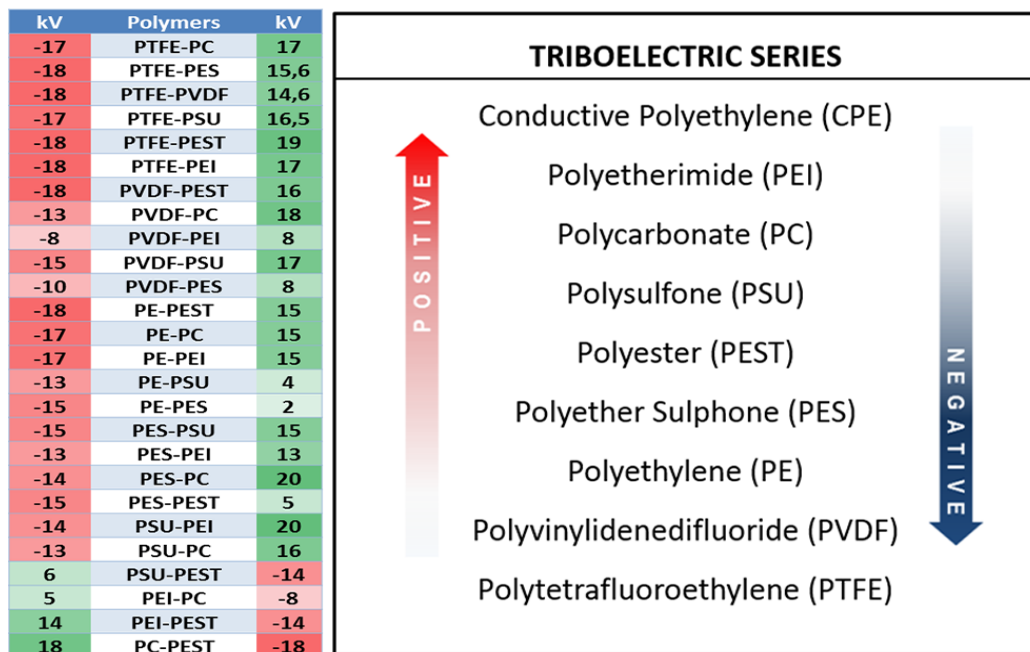 kV Polymers kV
-17 PTFE-PC 17
-18 PTFE-PES 15,6
-18 PTFE-PVDF 14,6
-17 PTFE-PSU 16,5
-18 PTFE-PEST 19
-18 PTFE-PEI 17
-18 PVDF-PEST 16
-13 PVDF-PC 18
-8 PVDF-PEI 8
-15 PVDF-PSU 17
-10 PVDF-PES 8
-18 PE-PEST 15
-17 PE-PC 15
-17 PE-PEI 15
-13 PE-PSU 4
-15 PE-PES 2
-15 PES-PSU 15
-13 PES-PEI 13
-14 PES-PC 20
-15 PES-PEST 5
-14 PSU-PEI 20
-13 PSU-PC 16
6 PSU-PEST -14
5 PEI-PC -8
14 PEI-PEST -14
18 PC-PEST -18
TRIBOELECTRIC SERIES
POSITIVE
Conductive Polyethylene (CPE)
Polyetherimide (PEI)
Polycarbonate (PC)
Polysulfone (PSU)
Polyester (PEST)
Polyether Sulphone (PES)
Polyethylene (PE)
Polyvinylidenedifluoride (PVDF)
Polytetrafluoroethylene (PTFE)
NEGATIVE